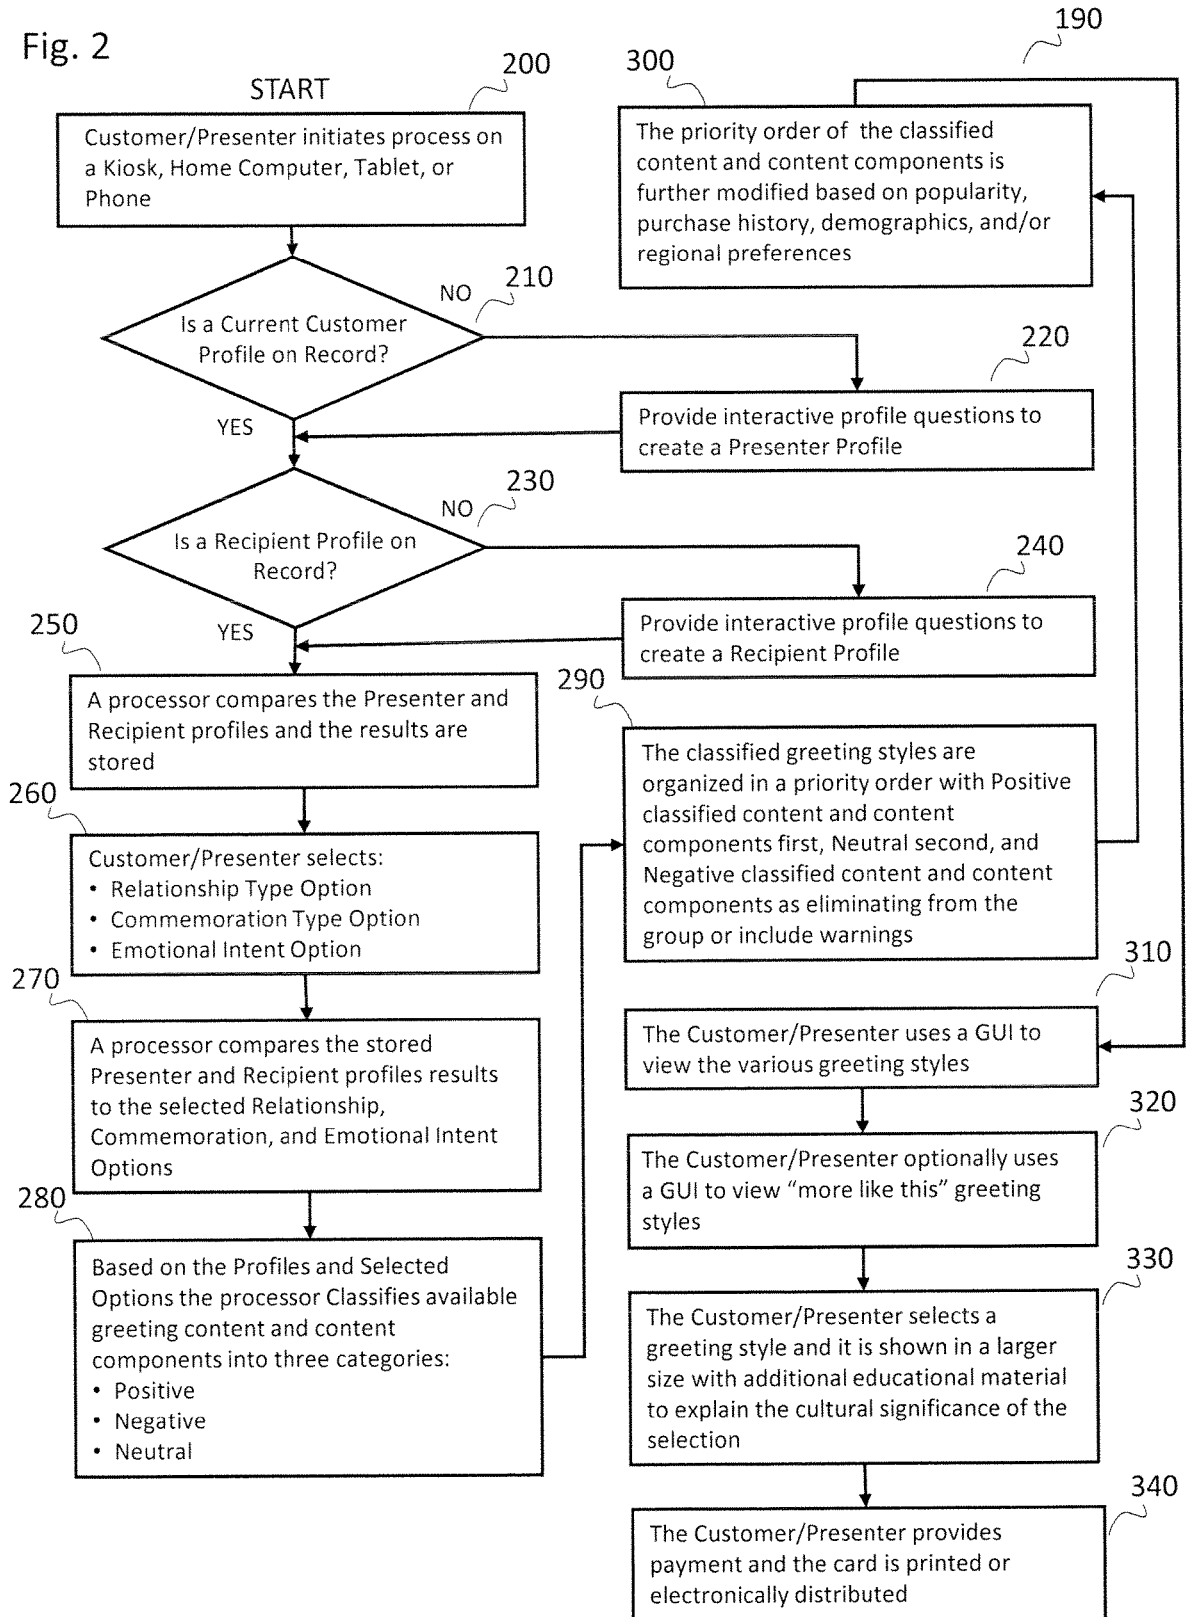 Fig. 2
START
200
Customer/Presenter initiates process on
a Kiosk, Home Computer, Tablet, or
Phone
210
Is a Current Customer
Profile on Record?
NO
YES
220
Provide interactive profile questions to
create a Presenter Profile
230
Is a Recipient Profile on
Record?
NO
YES
240
Provide interactive profile questions to
create a Recipient Profile
250
A processor compares the Presenter and
Recipient profiles and the results are
stored
260
Customer/Presenter selects:
• Relationship Type Option
• Commemoration Type Option
• Emotional Intent Option
270
A processor compares the stored
Presenter and Recipient profiles results
to the selected Relationship,
Commemoration, and Emotional Intent
Options
280
Based on the Profiles and Selected
Options the processor Classifies available
greeting content and content
components into three categories:
• Positive
• Negative
• Neutral
290
The classified greeting styles are
organized in a priority order with Positive
classified content and content
components first, Neutral second, and
Negative classified content and content
components as eliminating from the
group or include warnings
300
The priority order of the classified
content and content components is
further modified based on popularity,
purchase history, demographics, and/or
regional preferences
190
310
The Customer/Presenter uses a GUI to
view the various greeting styles
320
The Customer/Presenter optionally uses
a GUI to view “more like this” greeting
styles
330
The Customer/Presenter selects a
greeting style and it is shown in a larger
size with additional educational material
to explain the cultural significance of the
selection
340
The Customer/Presenter provides
payment and the card is printed or
electronically distributed